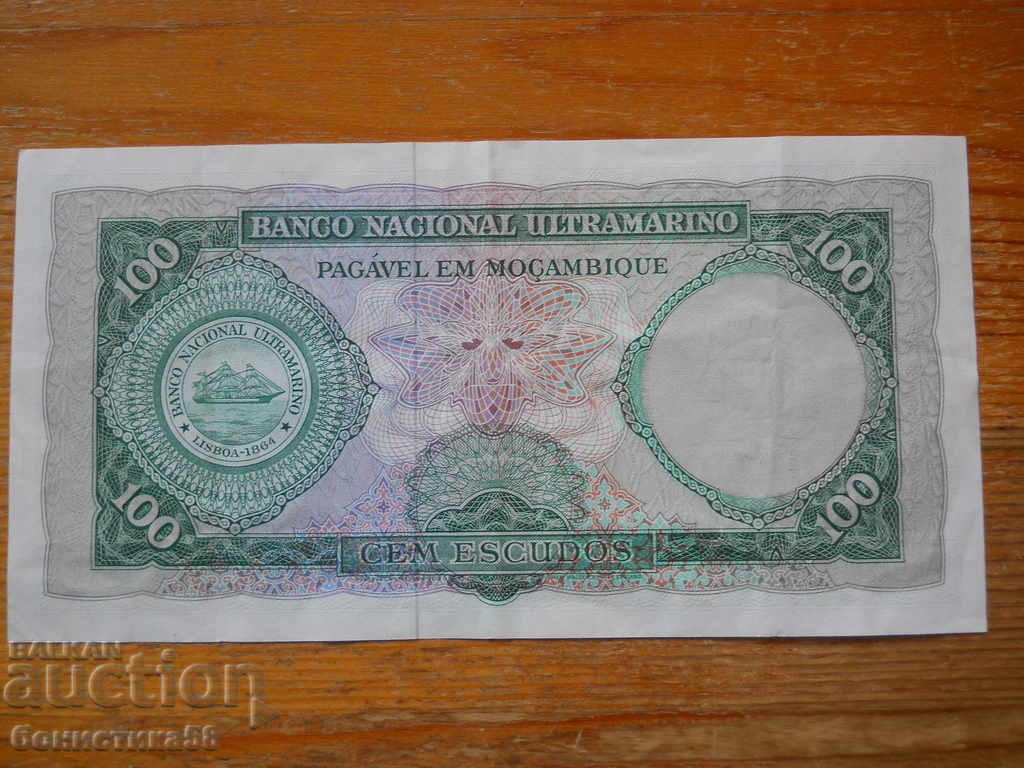 BANCO NACIONAL ULTRAMARINO
PAGÁVEL EM MOÇAMBIQUE
100
100
BANCO NACIONAL ULTRAMARINO
★ LISBOA-1864 ★
100
100
CEM ESCUDOS
BALKAN
auction
бонистика88